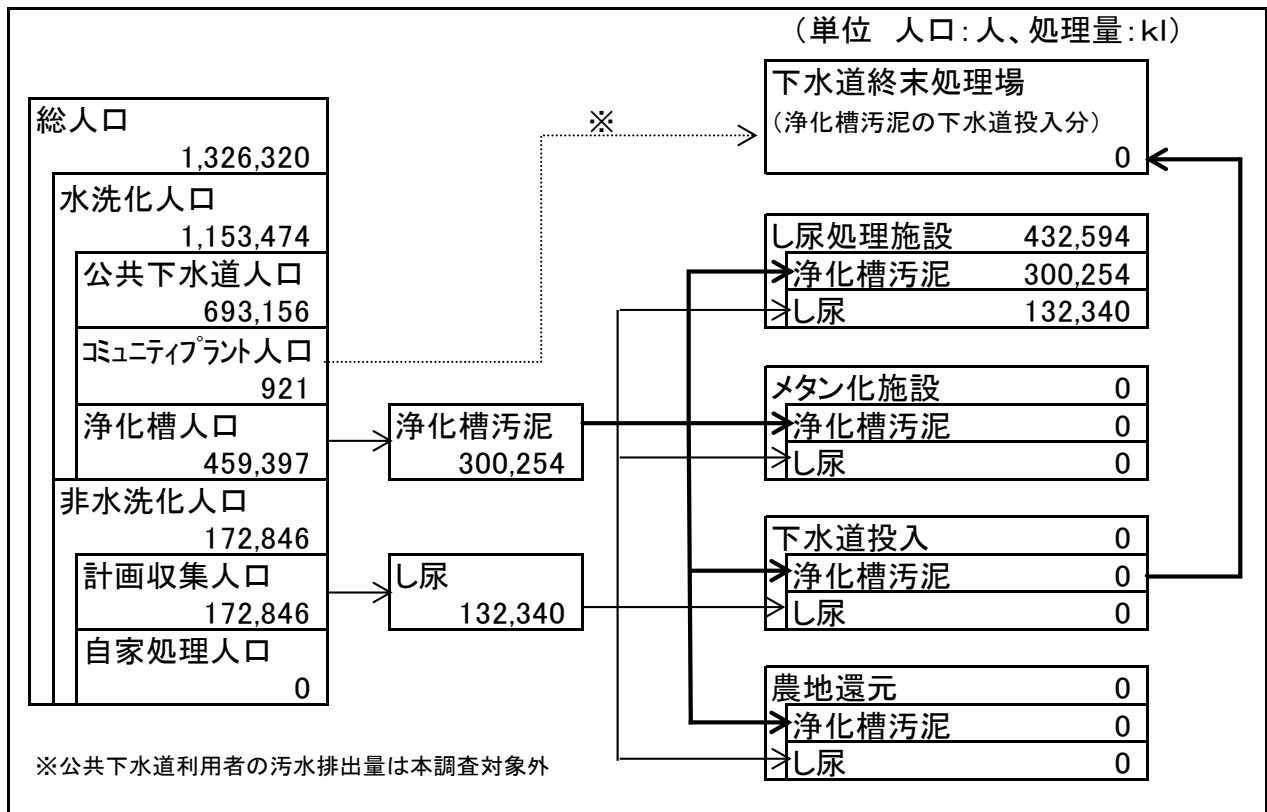 (単位 人口:人、処理量:kl)
総人口
1,326,320
水洗化人口
1,153,474
公共下水道人口
693,156
コミュニティプラント人口
921
浄化槽人口
459,397
非水洗化人口
172,846
計画収集人口
172,846
自家処理人口
0
※
浄化槽汚泥
300,254
し尿
132,340
下水道終末処理場
(浄化槽汚泥の下水道投入分)
0
し尿処理施設 432,594
浄化槽汚泥 300,254
し尿 132,340
メタン化施設 0
浄化槽汚泥 0
し尿 0
下水道投入 0
浄化槽汚泥 0
し尿 0
農地還元 0
浄化槽汚泥 0
し尿 0
※公共下水道利用者の汚水排出量は本調査対象外